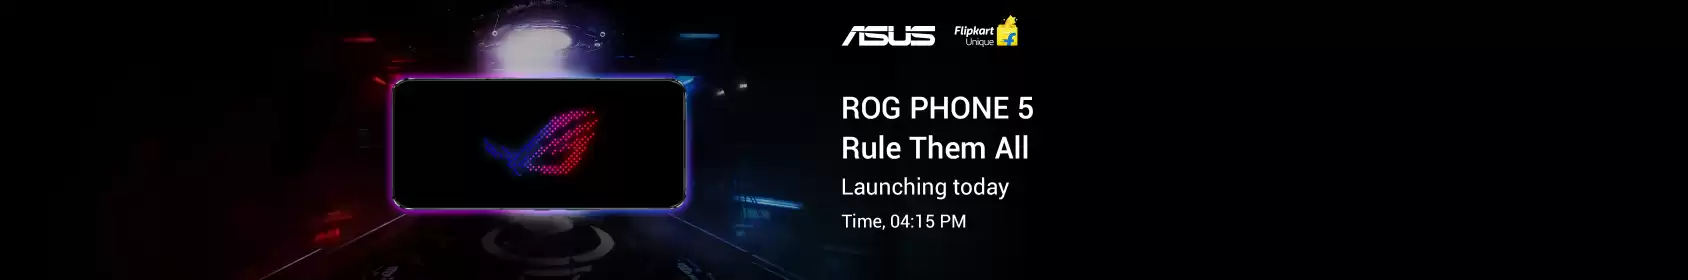 ASUS
Flipkart
Unique
ROG PHONE 5
Rule Them All
Launching today
Time, 04:15 PM